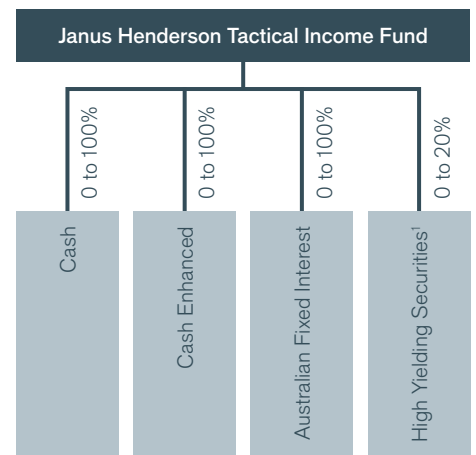 Janus Henderson Tactical Income Fund
0 to 100%
0 to 100%
0 to 100%
0 to 20%
Cash
Cash Enhanced
Australian Fixed Interest
High Yielding Securities¹